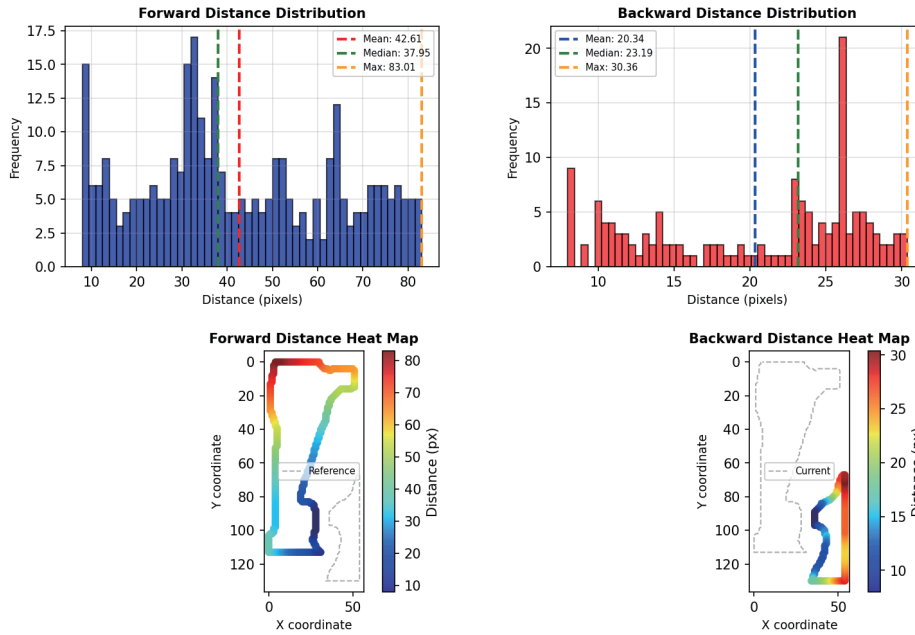 Forward Distance Distribution
17.5
15.0
12.5
10.0
7.5
5.0
2.5
0.0
Frequency
Mean: 42.61
Median: 37.95
Max: 83.01
10 20 30 40 50 60 70 80
Distance (pixels)
Backward Distance Distribution
20
15
10
5
0
Frequency
Mean: 20.34
Median: 23.19
Max: 30.36
10 15 20 25 30
Distance (pixels)
Forward Distance Heat Map
0
20
40
60
80
100
120
Y coordinate
Reference
0 50
X coordinate
80
70
60
50
40
30
20
10
Distance (px)
Backward Distance Heat Map
0
20
40
60
80
100
120
Y coordinate
Current
0 50
X coordinate
30
25
20
15
10
Distance (px)